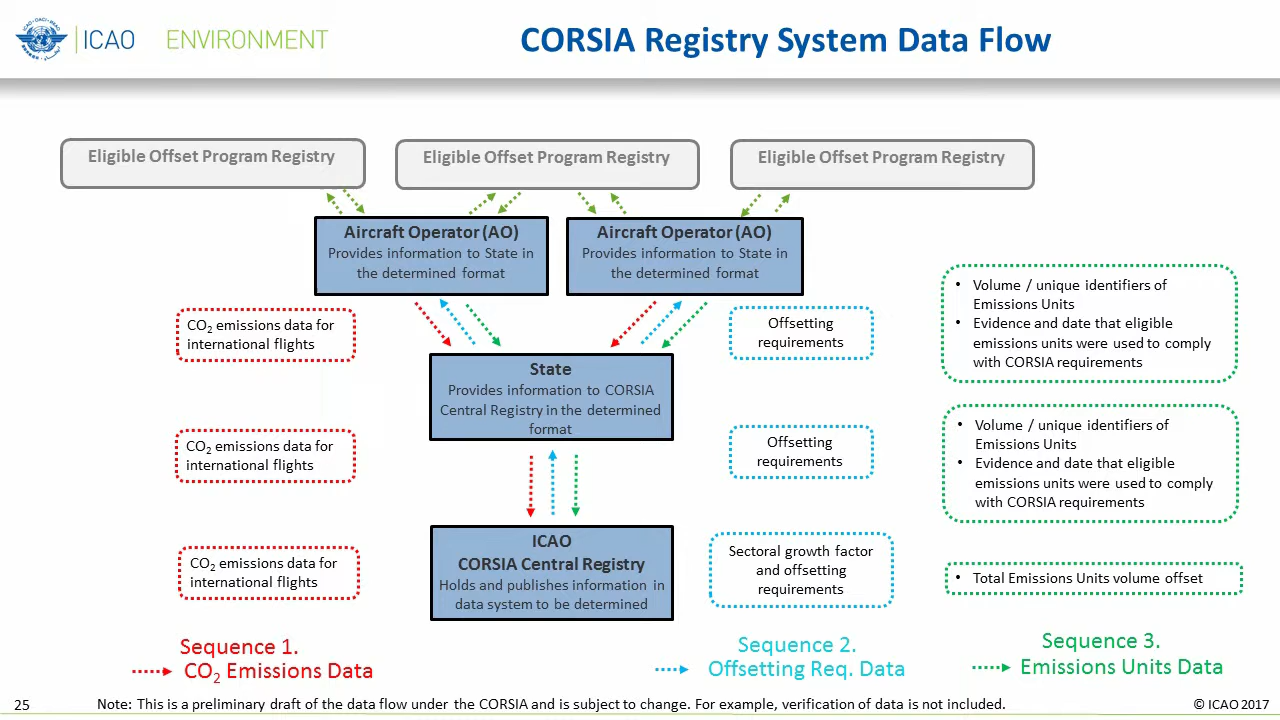 ICAO
ENVIRONMENT
CORSIA Registry System Data Flow
Eligible Offset Program Registry
Eligible Offset Program Registry
Eligible Offset Program Registry
Aircraft Operator (AO)
Provides information to State in
the determined format
Aircraft Operator (AO)
Provides information to State in
the determined format
CO2 emissions data for
international flights
Offsetting
requirements
• Volume / unique identifiers of
Emissions Units
• Evidence and date that eligible
emissions units were used to comply
with CORSIA requirements
State
Provides information to CORSIA
Central Registry in the determined
format
CO2 emissions data for
international flights
Offsetting
requirements
• Volume / unique identifiers of
Emissions Units
• Evidence and date that eligible
emissions units were used to comply
with CORSIA requirements
ICAO
CORSIA Central Registry
Holds and publishes information in
data system to be determined
CO2 emissions data for
international flights
Sectoral growth factor
and offsetting
requirements
• Total Emissions Units volume offset
Sequence 1.
CO2 Emissions Data
Sequence 2.
Offsetting Req. Data
Sequence 3.
Emissions Units Data
25
Note: This is a preliminary draft of the data flow under the CORSIA and is subject to change. For example, verification of data is not included.
© ICAO 2017